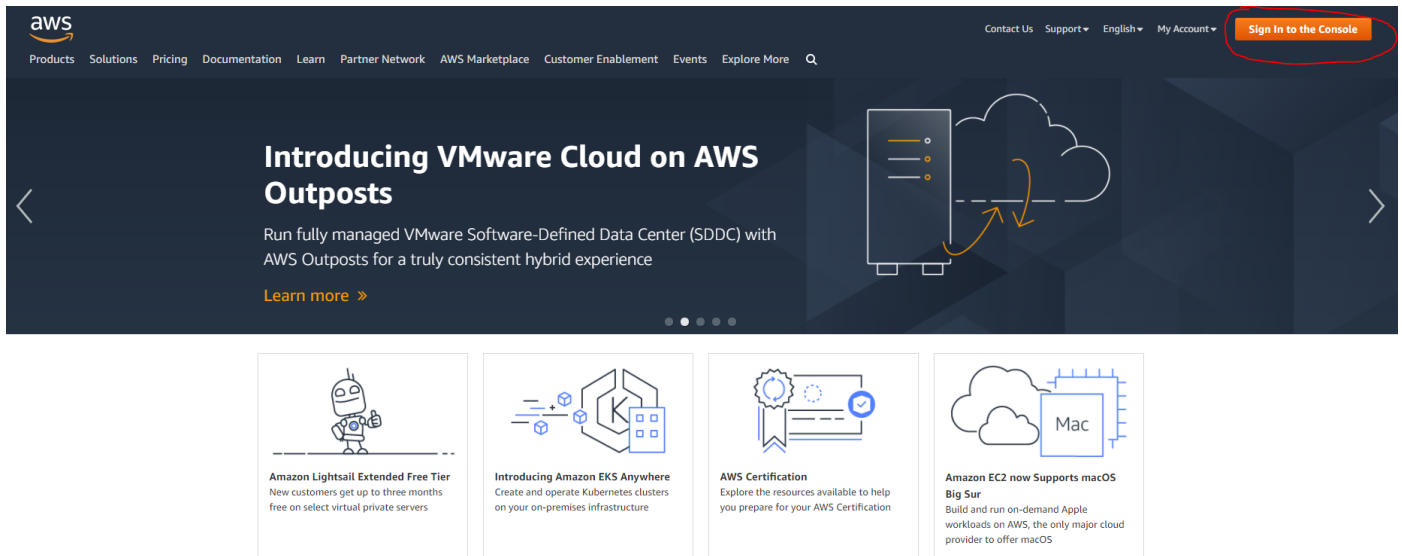 aws
Contact Us Support English My Account Sign In to the Console
Products Solutions Pricing Documentation Learn Partner Network AWS Marketplace Customer Enablement Events Explore More
Introducing VMware Cloud on AWS
Outposts
Run fully managed VMware Software-Defined Data Center (SDDC) with
AWS Outposts for a truly consistent hybrid experience
Learn more »
K
Mac
Amazon Lightsail Extended Free Tier
New customers get up to three months
free on select virtual private servers
Introducing Amazon EKS Anywhere
Create and operate Kubernetes clusters
on your on-premises infrastructure
AWS Certification
Explore the resources available to help
you prepare for your AWS Certification
Amazon EC2 now Supports macOS
Big Sur
Build and run on-demand Apple
workloads on AWS, the only major cloud
provider to offer macOS